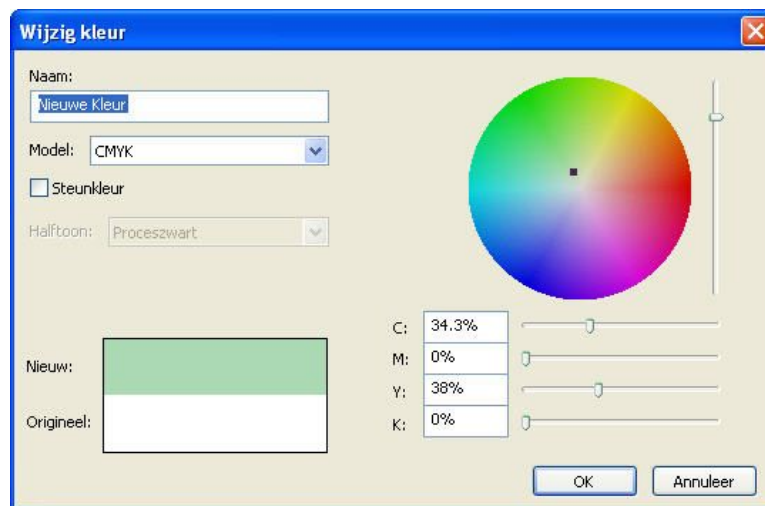 Wijzig kleur
Naam:
Nieuwe Kleur
Model: CMYK
Steunkleur
Halftoon: Proceszwart
C: 34.3%
M: 0%
Y: 38%
K: 0%
Nieuw:
Origineel:
OK Annuleer